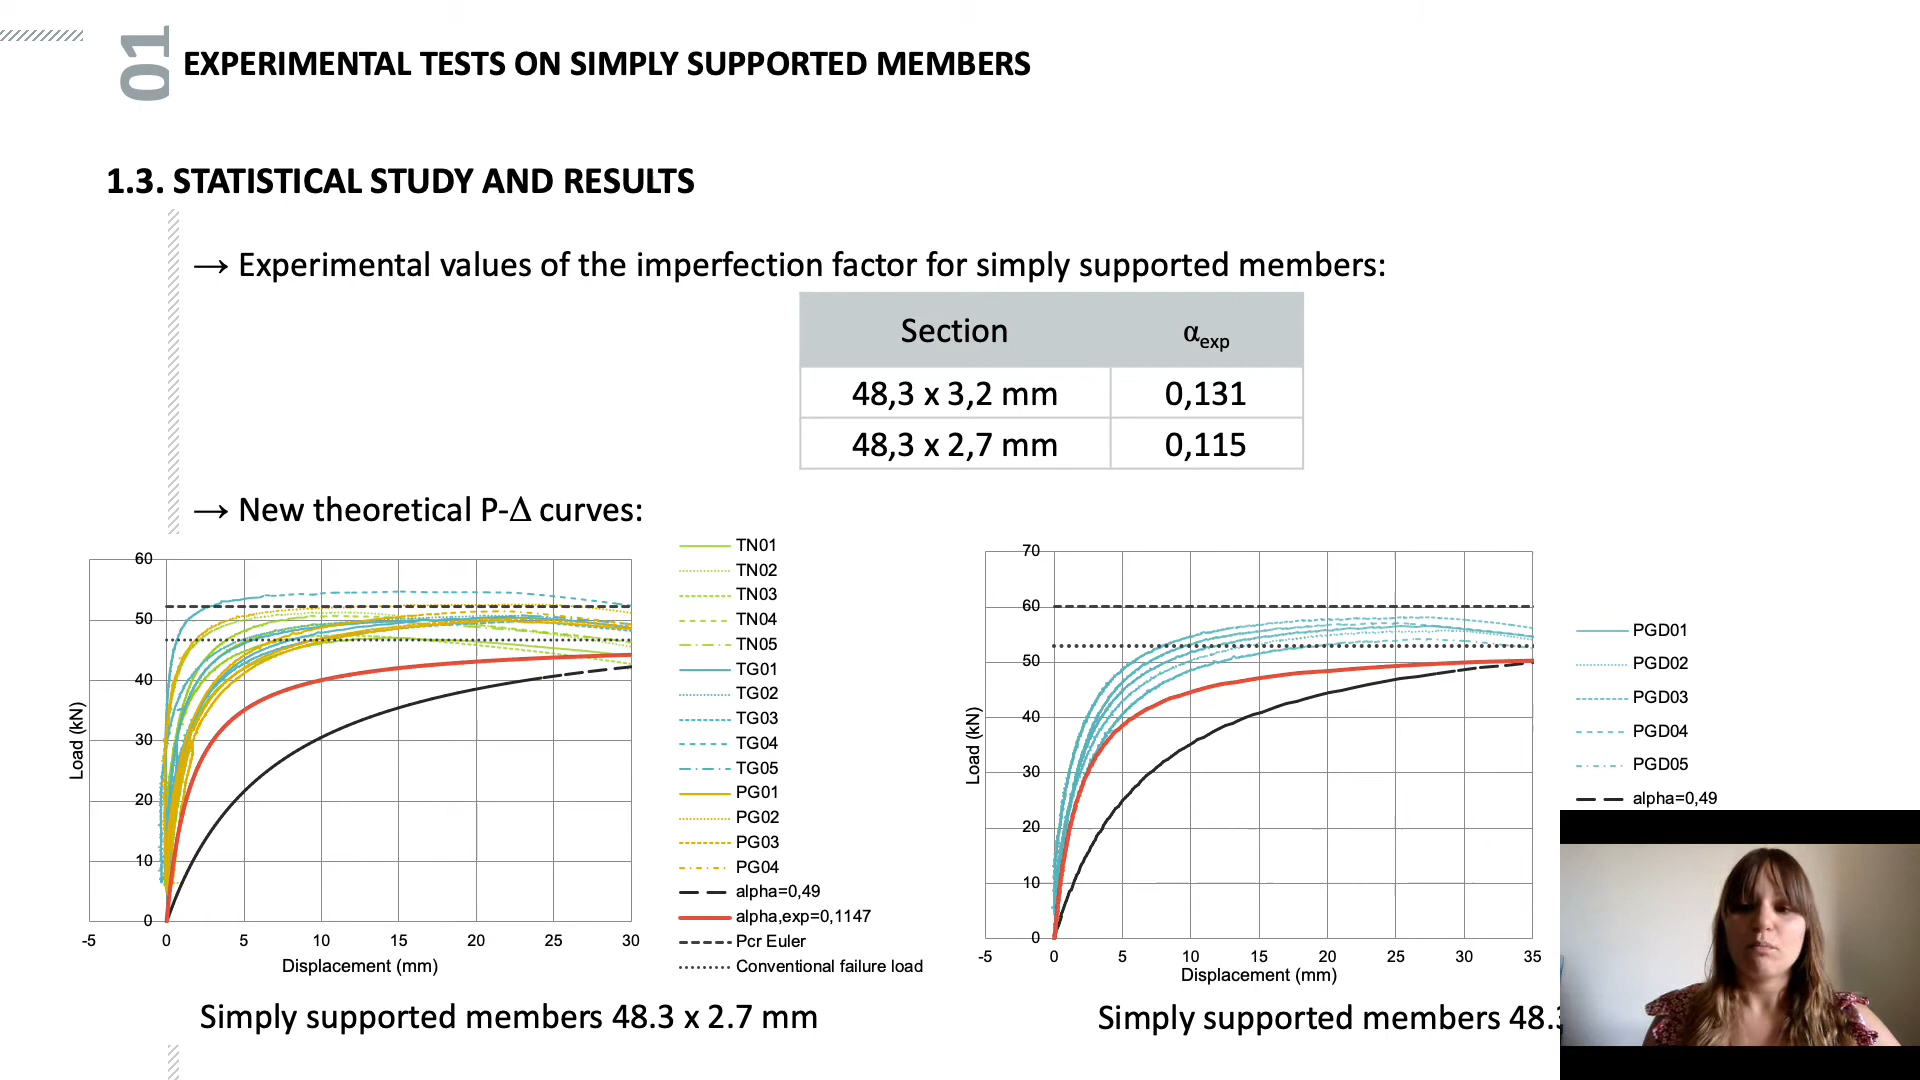 01
EXPERIMENTAL TESTS ON SIMPLY SUPPORTED MEMBERS
1.3. STATISTICAL STUDY AND RESULTS
→ Experimental values of the imperfection factor for simply supported members:
Section αexp
48,3 x 3,2 mm 0,131
48,3 x 2,7 mm 0,115
→ New theoretical P-Δ curves:
60
50
40
30
20
10
0
Load (kN)
-5 0 5 10 15 20 25 30
Displacement (mm)
TN01
TN02
TN03
TN04
TN05
TG01
TG02
TG03
TG04
TG05
PG01
PG02
PG03
PG04
alpha=0,49
alpha,exp=0,1147
Pcr Euler
Conventional failure load
Simply supported members 48.3 x 2.7 mm
70
60
50
40
30
20
10
0
Load (kN)
-5 0 5 10 15 20 25 30 35
Displacement (mm)
PGD01
PGD02
PGD03
PGD04
PGD05
alpha=0,49
Simply supported members 48.